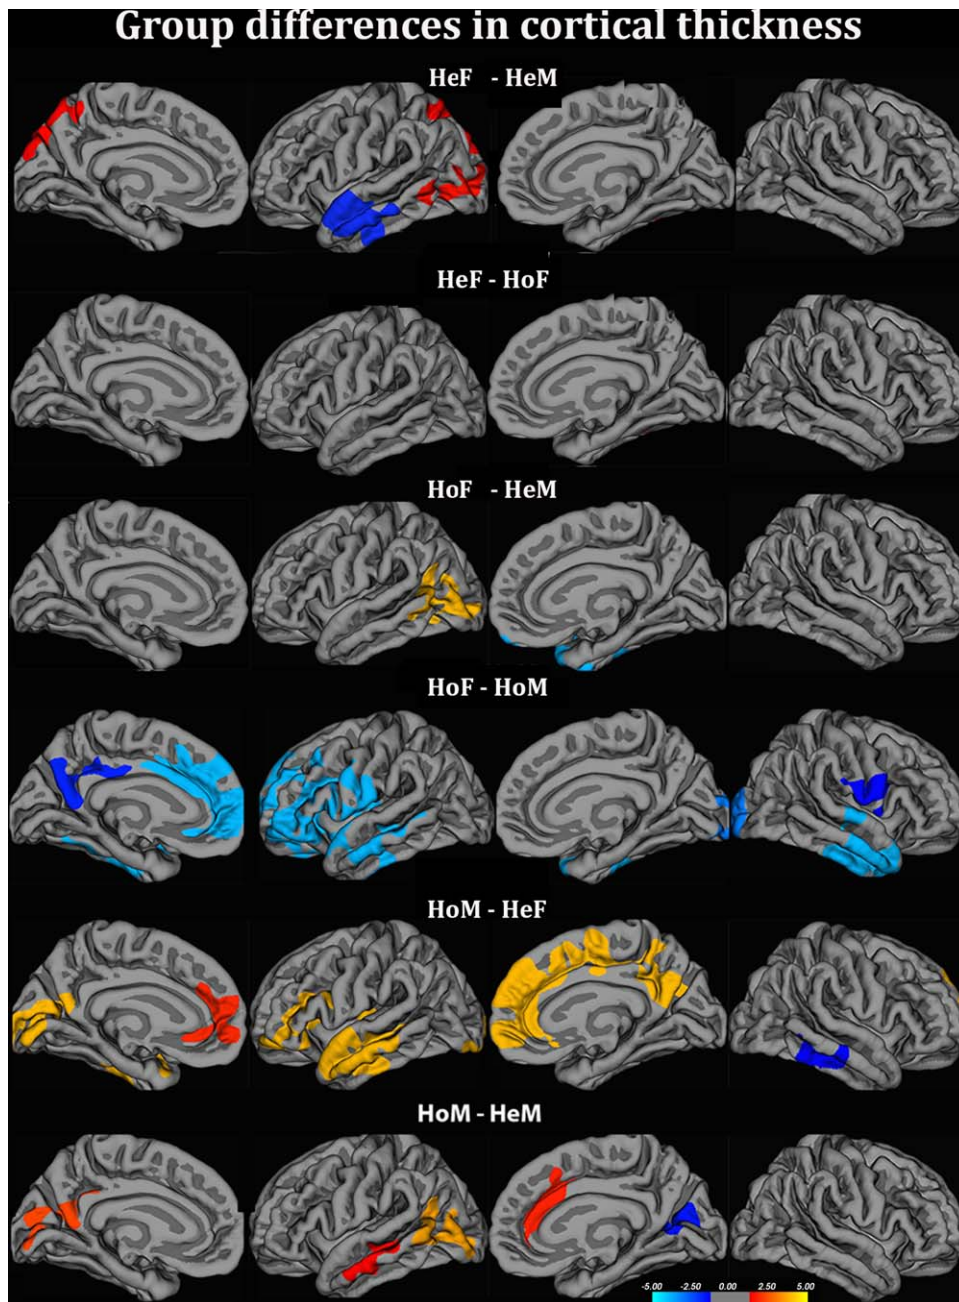 Group differences in cortical thickness
HeF - HeM
HeF - HoF
HoF - HeM
HoF - HoM
HoM - HeF
HoM - HeM
-5.00 -2.50 0.00 2.50 5.00